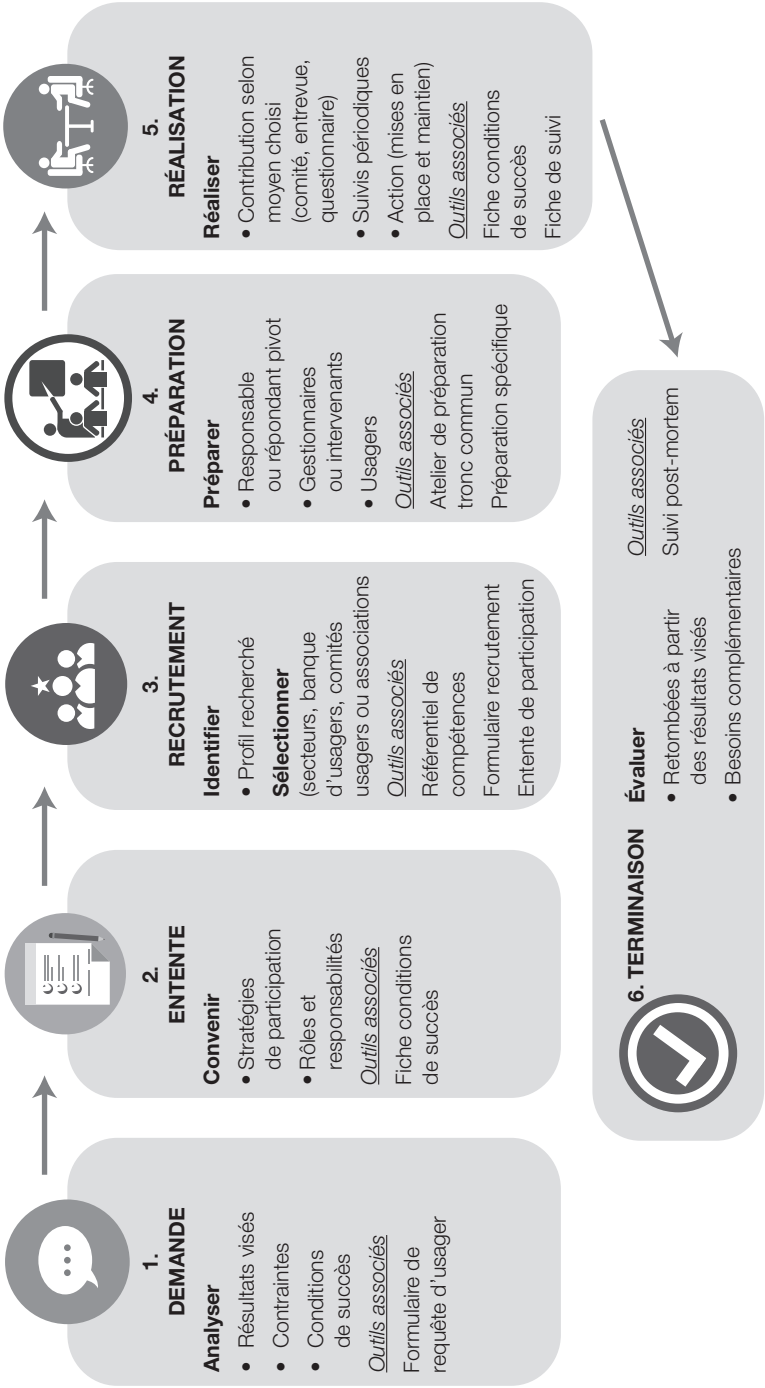 1.
DEMANDE
Analyser
• Résultats visés
• Contraintes
• Conditions
de succès
Outils associés
Formulaire de
requête d'usager
2.
ENTENTE
Convenir
• Stratégies
de participation
• Rôles et
responsabilités
Outils associés
Fiche conditions
de succès
3.
RECRUTEMENT
Identifier
• Profil recherché
Sélectionner
(secteurs, banque
d'usagers, comités
usagers ou associations
Outils associés
Référentiel de
compétences
Formulaire recrutement
Entente de participation
4.
PRÉPARATION
Préparer
• Responsable
ou répondant pivot
• Gestionnaires
ou intervenants
• Usagers
Outils associés
Atelier de préparation
tronc commun
Préparation spécifique
5.
RÉALISATION
Réaliser
• Contribution selon
moyen choisi
(comité, entrevue,
questionnaire)
• Suivis périodiques
• Action (mises en
place et maintien)
Outils associés
Fiche conditions
de succès
Fiche de suivi
6. TERMINAISON
Évaluer
• Retombées à partir
des résultats visés
• Besoins complémentaires
Outils associés
Suivi post-mortem